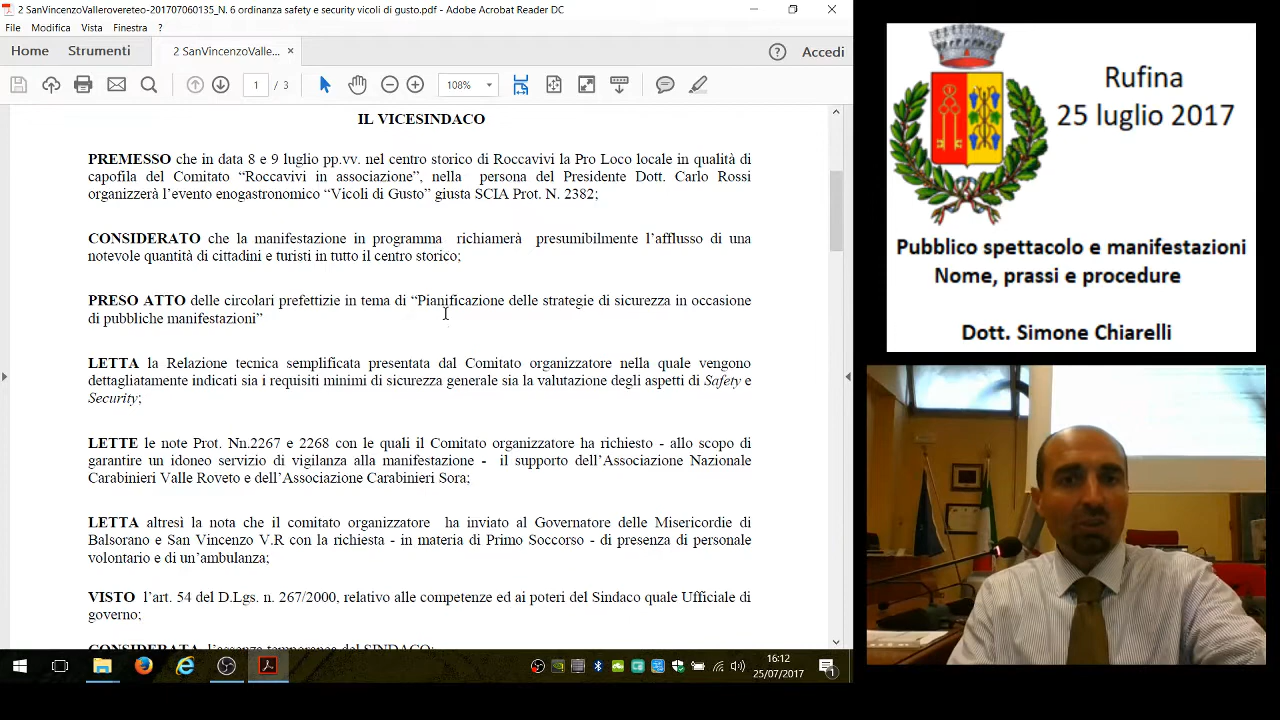 2 SanVincenzoVallerovereteo-201707060135_N. 6 ordinanza safety e security vicoli di gusto.pdf - Adobe Acrobat Reader DC
File Modifica Vista Finestra ?
Home Strumenti 2 SanVincenzoValle... × Accedi
1 / 3 108%
IL VICESINDACO
PREMESSO che in data 8 e 9 luglio pp.vv. nel centro storico di Roccavivi la Pro Loco locale in qualità di
capofila del Comitato “Roccavivi in associazione”, nella persona del Presidente Dott. Carlo Rossi
organizzerà l’evento enogastronomico “Vicoli di Gusto” giusta SCIA Prot. N. 2382;
CONSIDERATO che la manifestazione in programma richiamerà presumibilmente l’afflusso di una
notevole quantità di cittadini e turisti in tutto il centro storico;
PRESO ATTO delle circolari prefettizie in tema di “Pianificazione delle strategie di sicurezza in occasione
di pubbliche manifestazioni”
LETTA la Relazione tecnica semplificata presentata dal Comitato organizzatore nella quale vengono
dettagliatamente indicati sia i requisiti minimi di sicurezza generale sia la valutazione degli aspetti di Safety e
Security;
LETTE le note Prot. Nn.2267 e 2268 con le quali il Comitato organizzatore ha richiesto - allo scopo di
garantire un idoneo servizio di vigilanza alla manifestazione - il supporto dell’Associazione Nazionale
Carabinieri Valle Roveto e dell’Associazione Carabinieri Sora;
LETTA altresì la nota che il comitato organizzatore ha inviato al Governatore delle Misericordie di
Balsorano e San Vincenzo V.R con la richiesta - in materia di Primo Soccorso - di presenza di personale
volontario e di un’ambulanza;
VISTO l’art. 54 del D.Lgs. n. 267/2000, relativo alle competenze ed ai poteri del Sindaco quale Ufficiale di
governo;
CONSIDERATA l’assenza temporanea del SINDACO;
16:12
25/07/2017
Rufina
25 luglio 2017
Pubblico spettacolo e manifestazioni
Nome, prassi e procedure
Dott. Simone Chiarelli